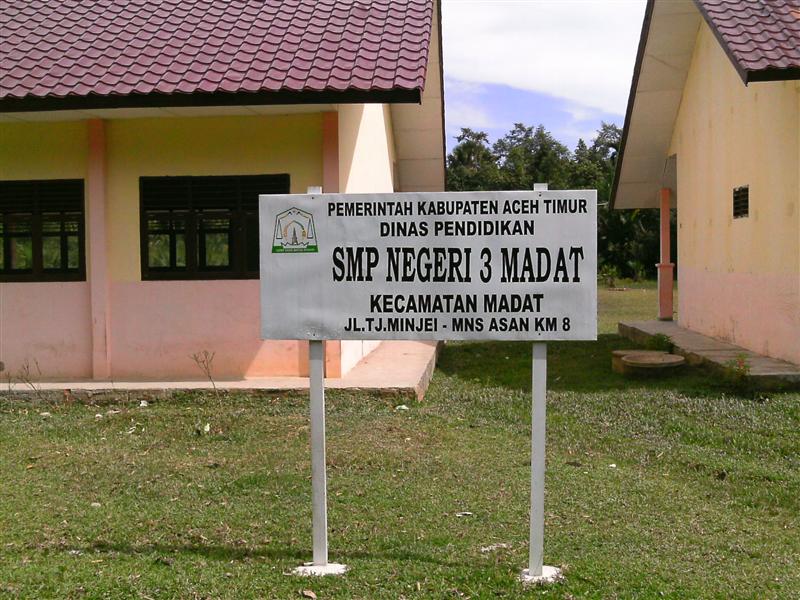 PEMERINTAH KABUPATEN ACEH TIMUR
DINAS PENDIDIKAN
SMP NEGERI 3 MADAT
KECAMATAN MADAT
JL.TJ.MINJEI - MNS ASAN KM 8